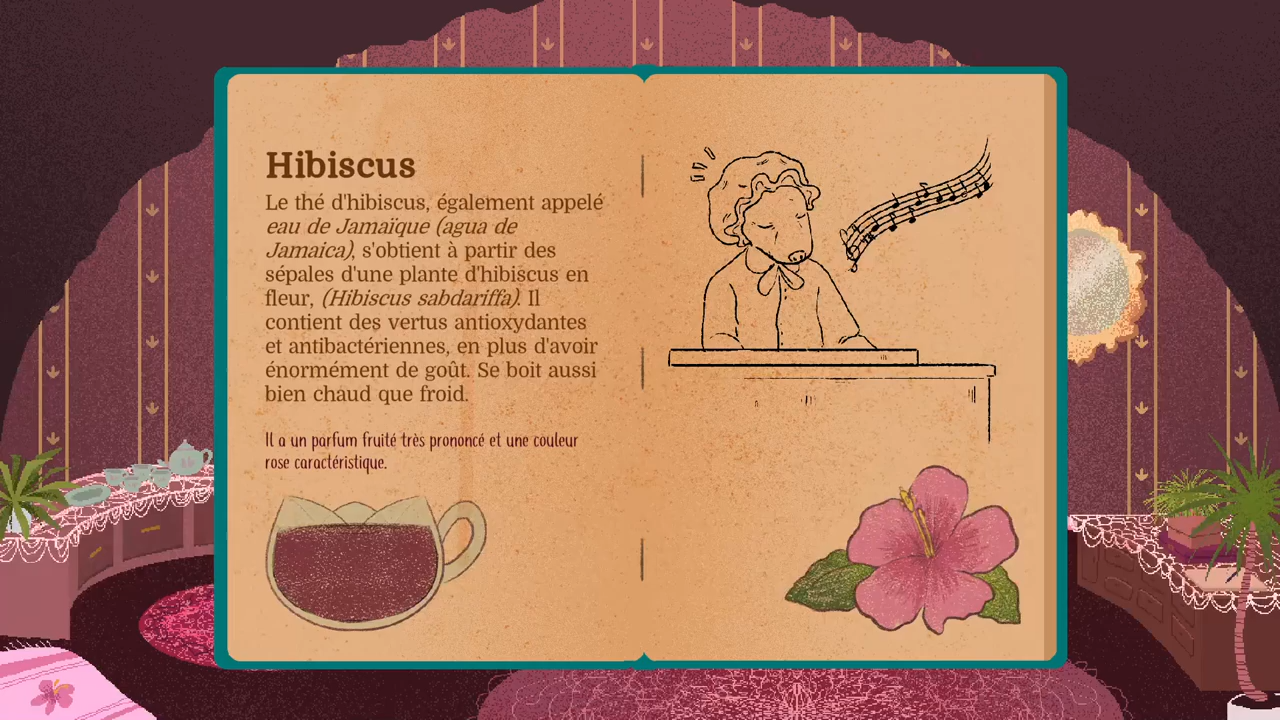 Hibiscus
Le thé d'hibiscus, également appelé
eau de Jamaïque (agua de
Jamaica), s'obtient à partir des
sépales d'une plante d'hibiscus en
fleur, (Hibiscus sabdariffa). Il
contient des vertus antioxydantes
et antibactériennes, en plus d'avoir
énormément de goût. Se boit aussi
bien chaud que froid.
Il a un parfum fruité très prononcé et une couleur
rose caractéristique.